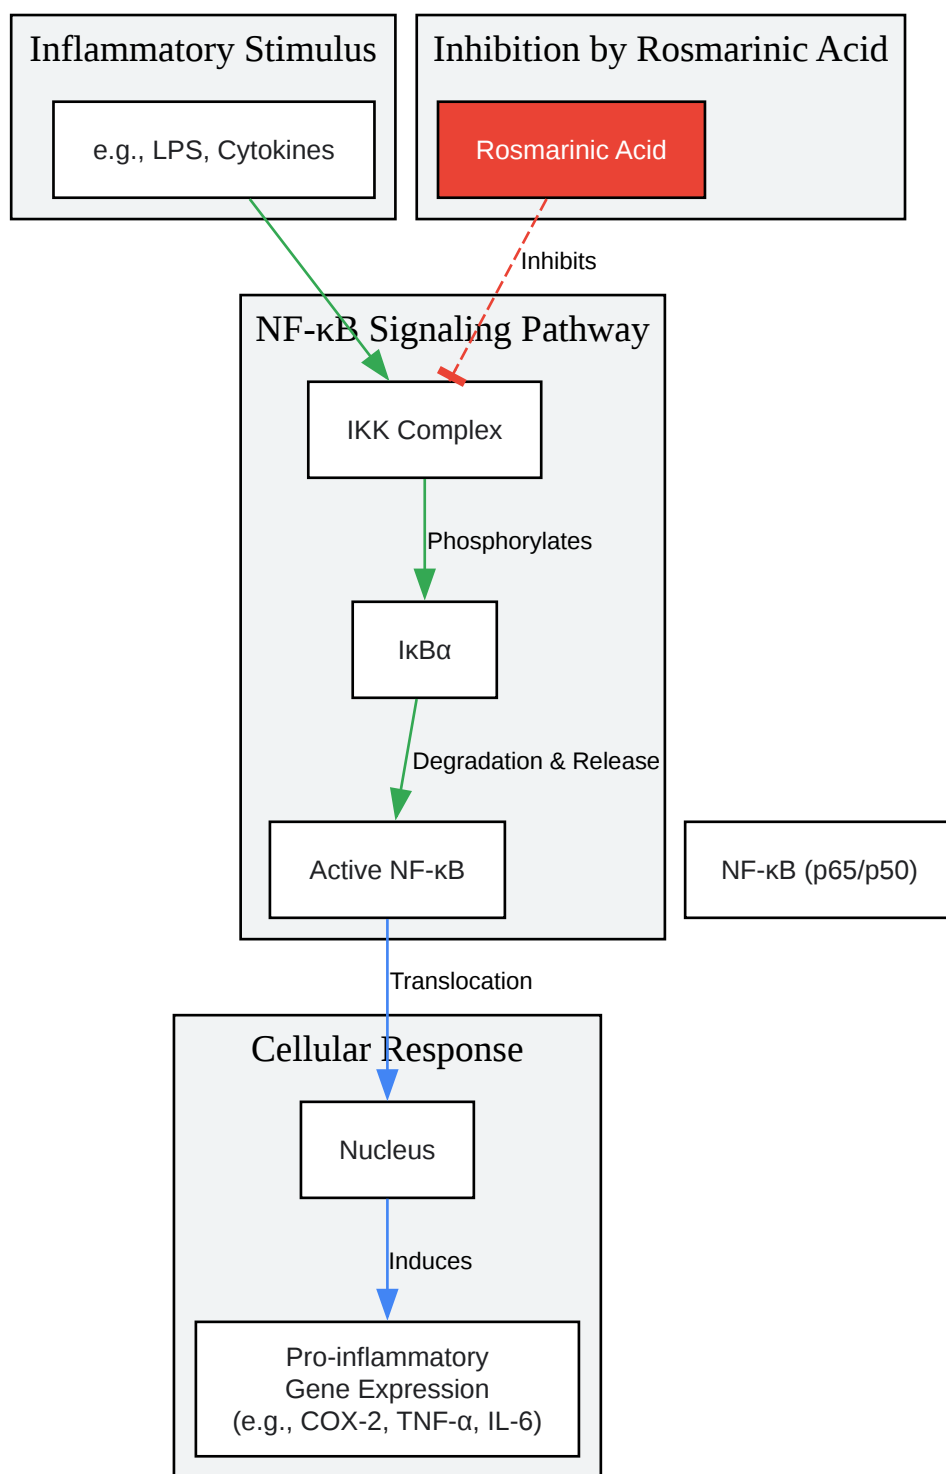 Inflammatory Stimulus
Inhibition by Rosmarinic Acid
e.g., LPS, Cytokines
Rosmarinic Acid
Inhibits
NF-κB Signaling Pathway
IKK Complex
Phosphorylates
IκBα
Degradation & Release
Active NF-κB
NF-κB (p65/p50)
Translocation
Cellular Response
Nucleus
Induces
Pro-inflammatory
Gene Expression
(e.g., COX-2, TNF-α, IL-6)